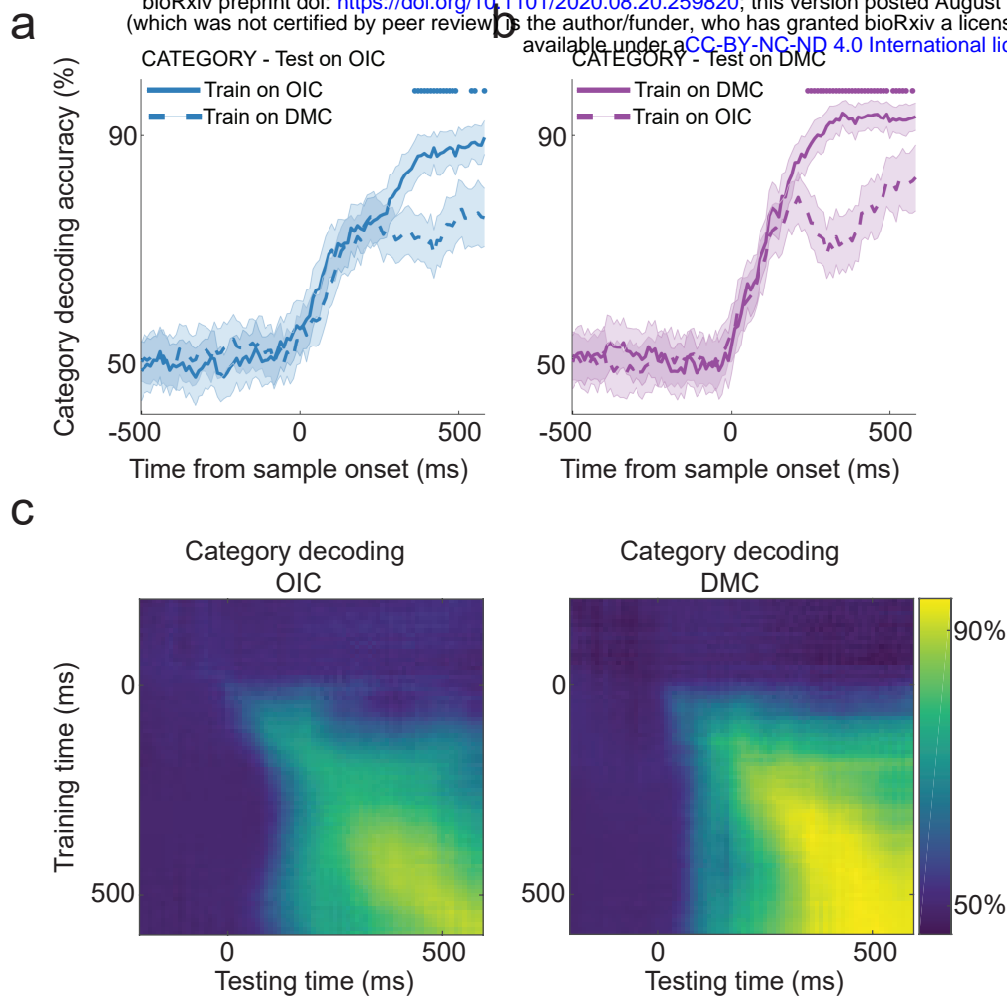 bioRxiv preprint doi: https://doi.org/10.1101/2020.08.20.259820; this version posted August
(which was not certified by peer review) is the author/funder, who has granted bioRxiv a
available under aCC-BY-NC-ND 4.0 International
a
b
CATEGORY - Test on OIC
Train on OIC
Train on DMC
Category decoding accuracy (%)
90
50
-500 0 500
Time from sample onset (ms)
CATEGORY - Test on DMC
Train on DMC
Train on OIC
90
50
-500 0 500
Time from sample onset (ms)
c
Category decoding
OIC
Training time (ms)
0
500
0 500
Testing time (ms)
Category decoding
DMC
0
500
0 500
Testing time (ms)
90%
50%